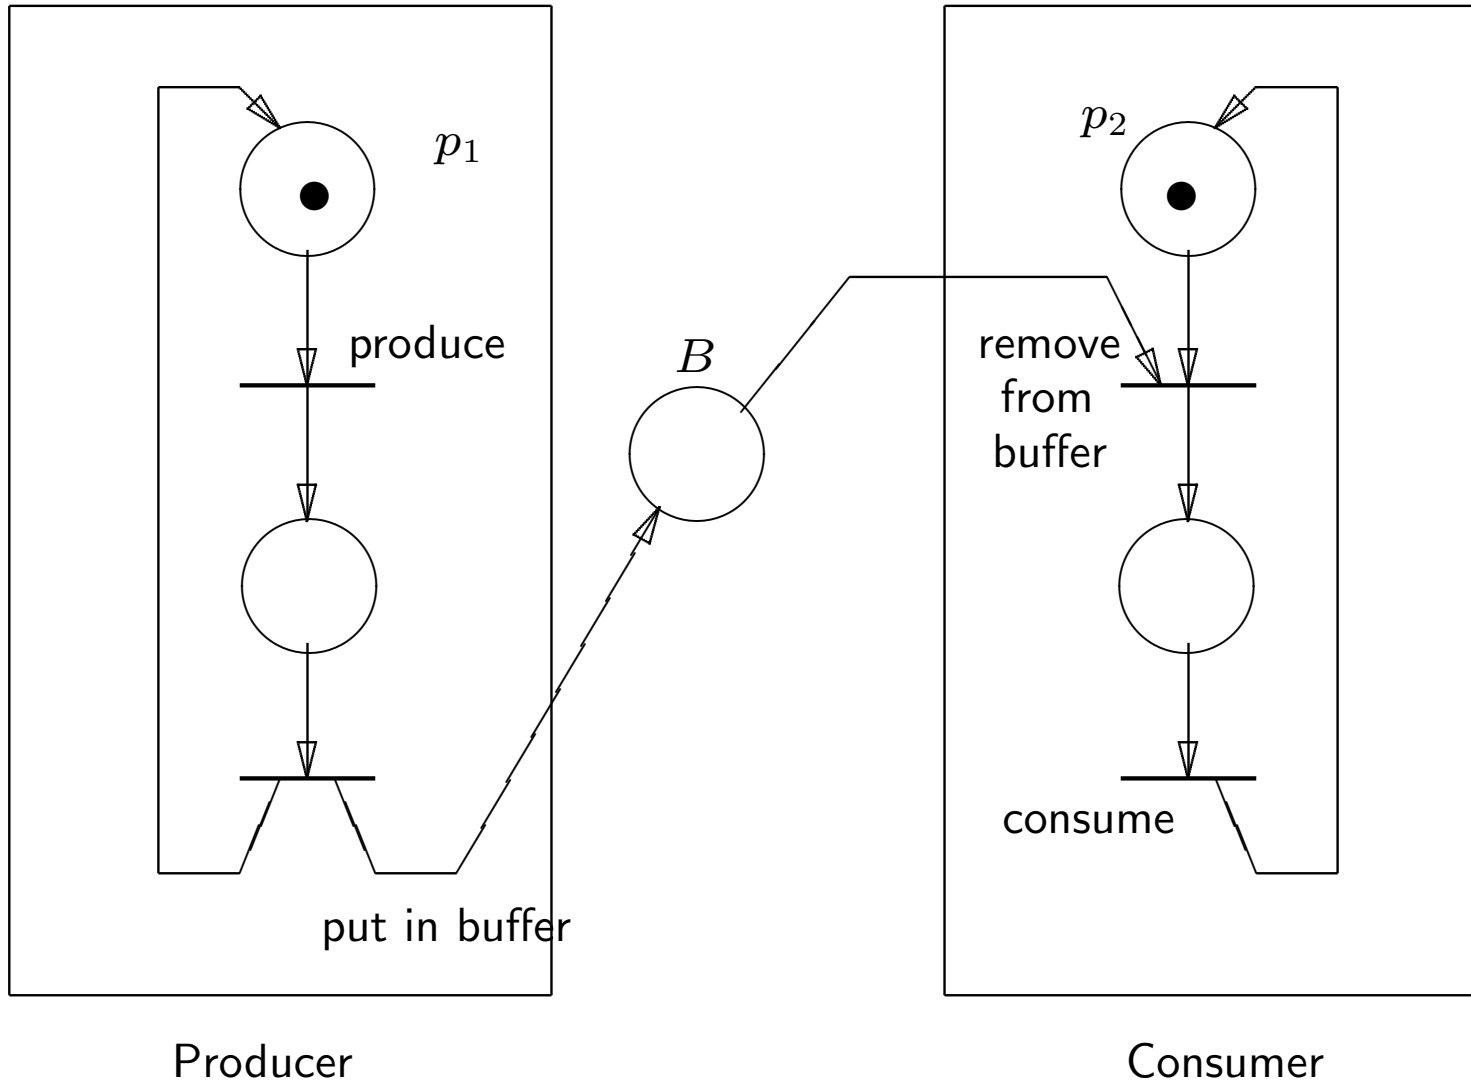 p₁
p₂
produce
B
remove
from
buffer
consume
put in buffer
Producer
Consumer